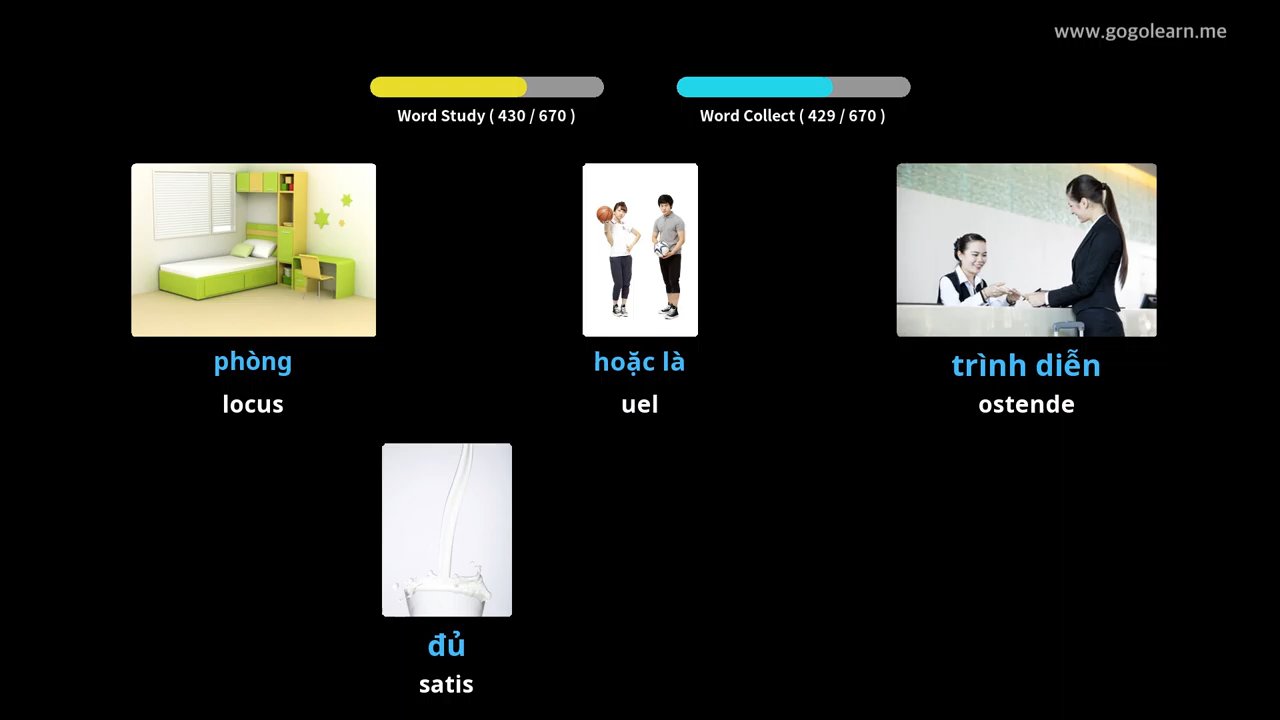 www.gogolearn.me
Word Study ( 430 / 670 )
Word Collect ( 429 / 670 )
phòng
hoặc là
trình diễn
locus
uel
ostende
đủ
satis